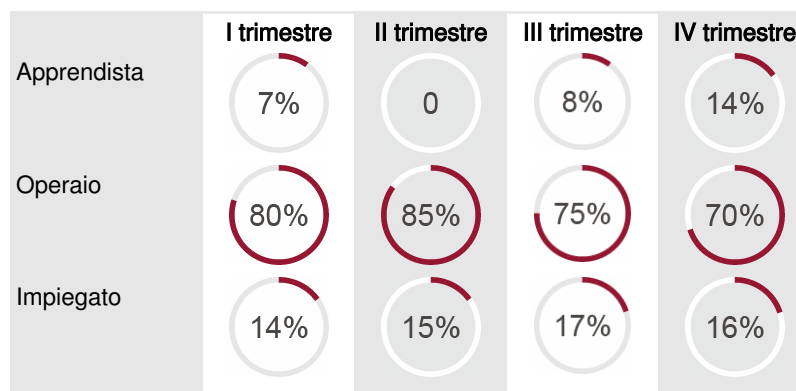 I trimestre II trimestre III trimestre IV trimestre
Apprendista
7% 0 8% 14%
Operaio
80% 85% 75% 70%
Impiegato
14% 15% 17% 16%